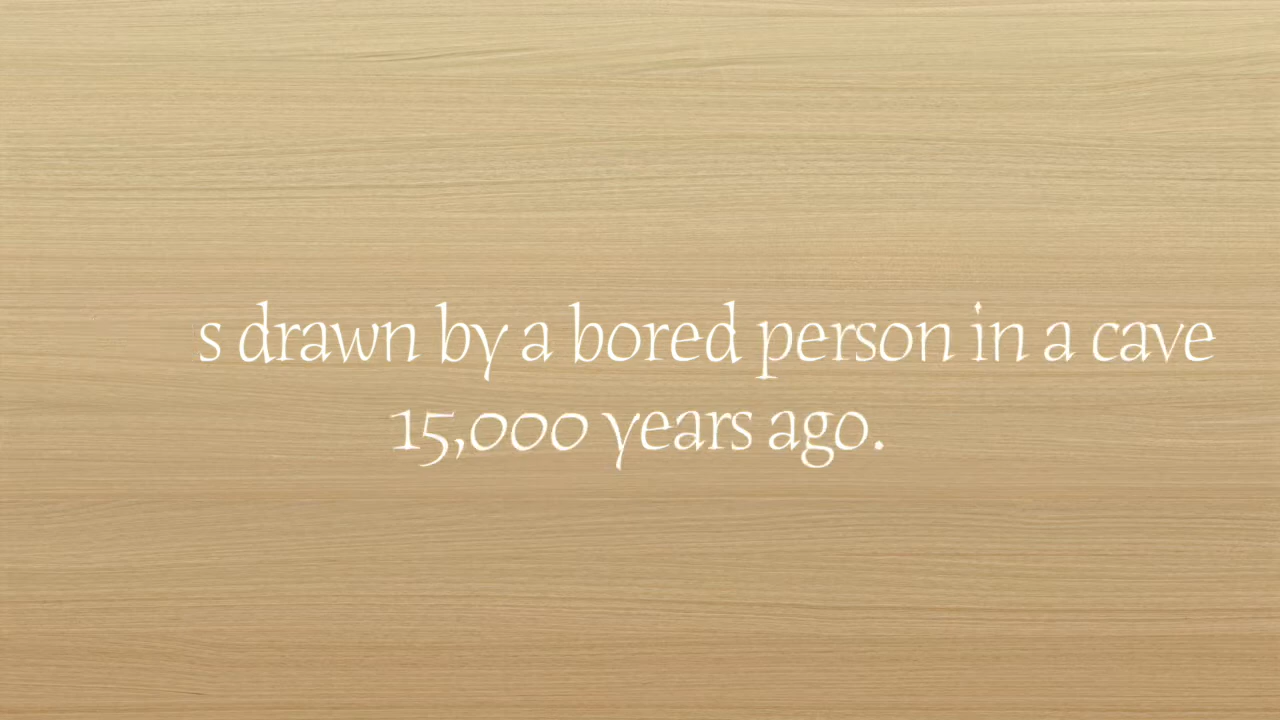 s drawn by a bored person in a cave
15,000 years ago.